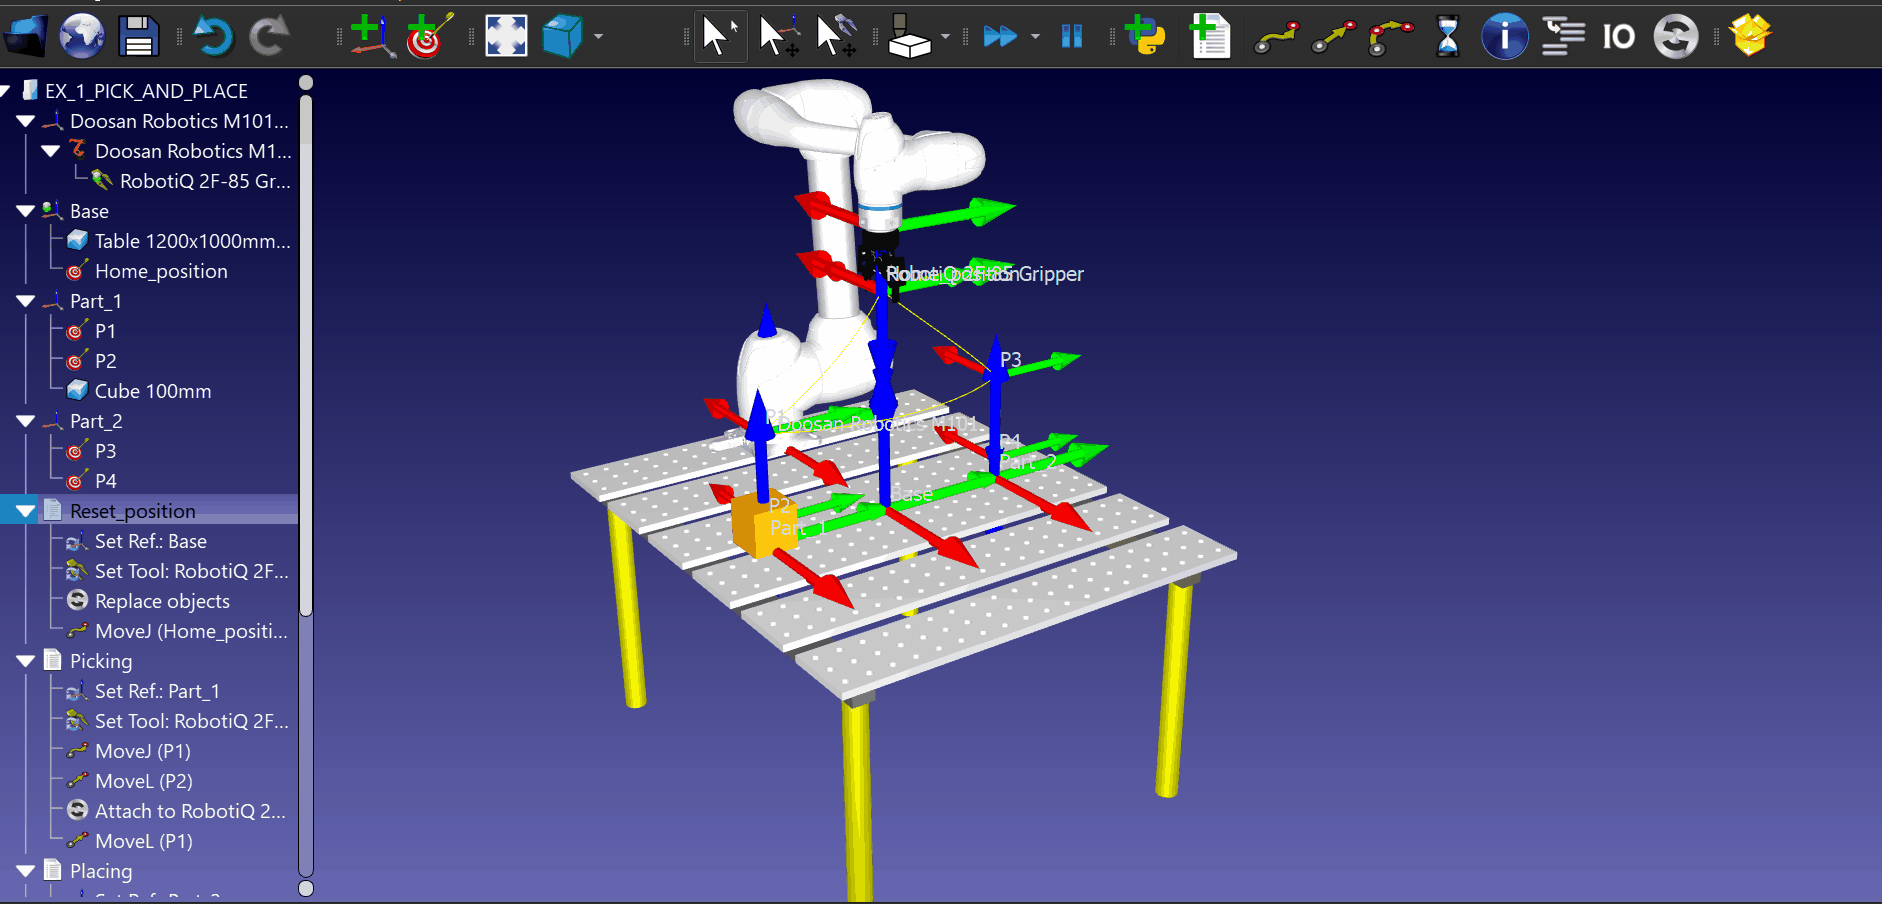 IO
EX_1_PICK_AND_PLACE
Doosan Robotics M101...
Doosan Robotics M1...
RobotiQ 2F-85 Gr...
Base
Table 1200x1000mm...
Home_position
Part_1
P1
P2
Cube 100mm
Part_2
P3
P4
Reset_position
Set Ref.: Base
Set Tool: RobotiQ 2F...
Replace objects
MoveJ (Home_positi...
Picking
Set Ref.: Part_1
Set Tool: RobotiQ 2F...
MoveJ (P1)
MoveL (P2)
Attach to RobotiQ 2...
MoveL (P1)
Placing
Home_position
RobotiQ 2F-85 Gripper
P3
P1
Doosan Robotics M101...
P4
Part_2
Base
P2
Part_1